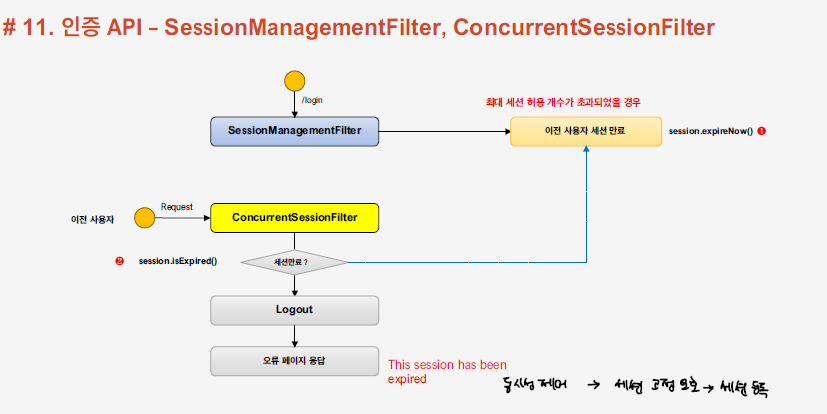 # 11. 인증 API – SessionManagementFilter, ConcurrentSessionFilter
/login
최대 세션 허용 개수가 초과되었을 경우
SessionManagementFilter
이전 사용자 세션 만료
session.expireNow() ❶
Request
이전 사용자
ConcurrentSessionFilter
❷ session.isExpired()
세션만료 ?
Logout
오류 페이지 응답
This session has been
expired
동시성 제어 → 세션 고정 보호 → 세션 등록